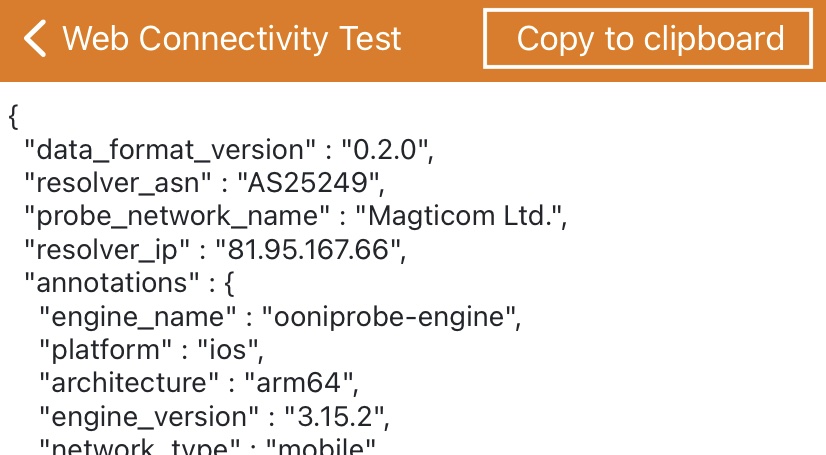 Web Connectivity Test
Copy to clipboard
{
"data_format_version" : "0.2.0",
"resolver_asn" : "AS25249",
"probe_network_name" : "Magticom Ltd.",
"resolver_ip" : "81.95.167.66",
"annotations" : {
"engine_name" : "ooniprobe-engine",
"platform" : "ios",
"architecture" : "arm64",
"engine_version" : "3.15.2",
"network_type" : "mobile"